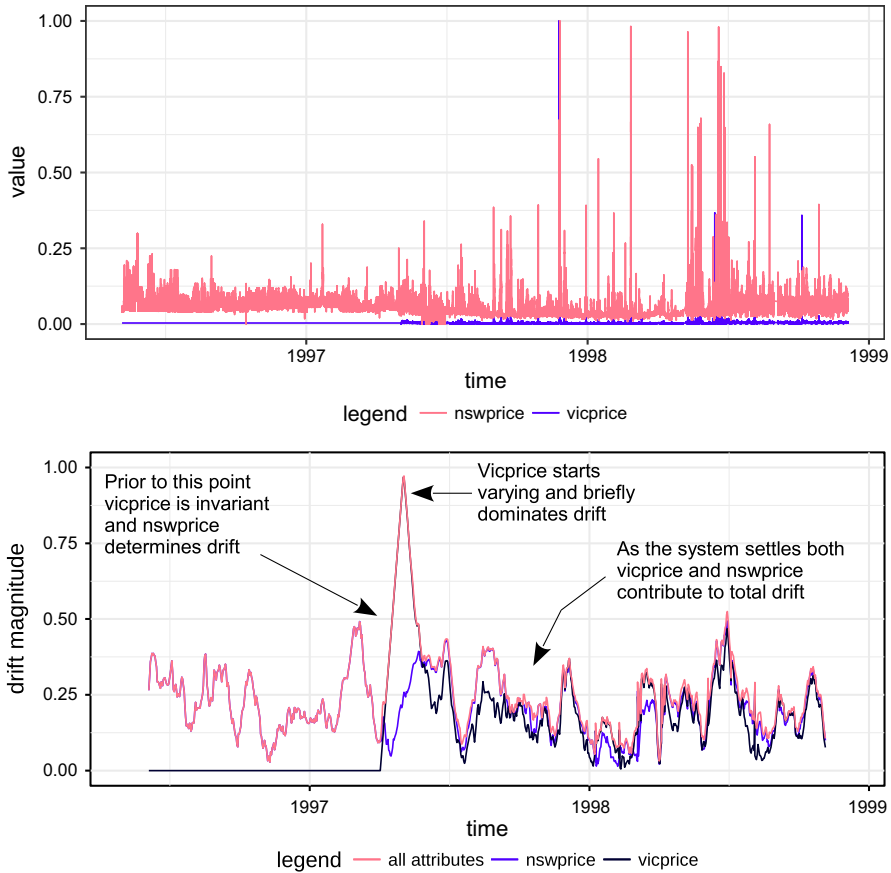 1.00
0.75
0.50
0.25
0.00
value
1997
1998
1999
time
legend nswprice vicprice
1.00
0.75
0.50
0.25
0.00
drift magnitude
Prior to this point
vicprice is invariant
and nswprice
determines drift
Vicprice starts
varying and briefly
dominates drift
As the system settles both
vicprice and nswprice
contribute to total drift
1997
1998
1999
time
legend all attributes nswprice vicprice